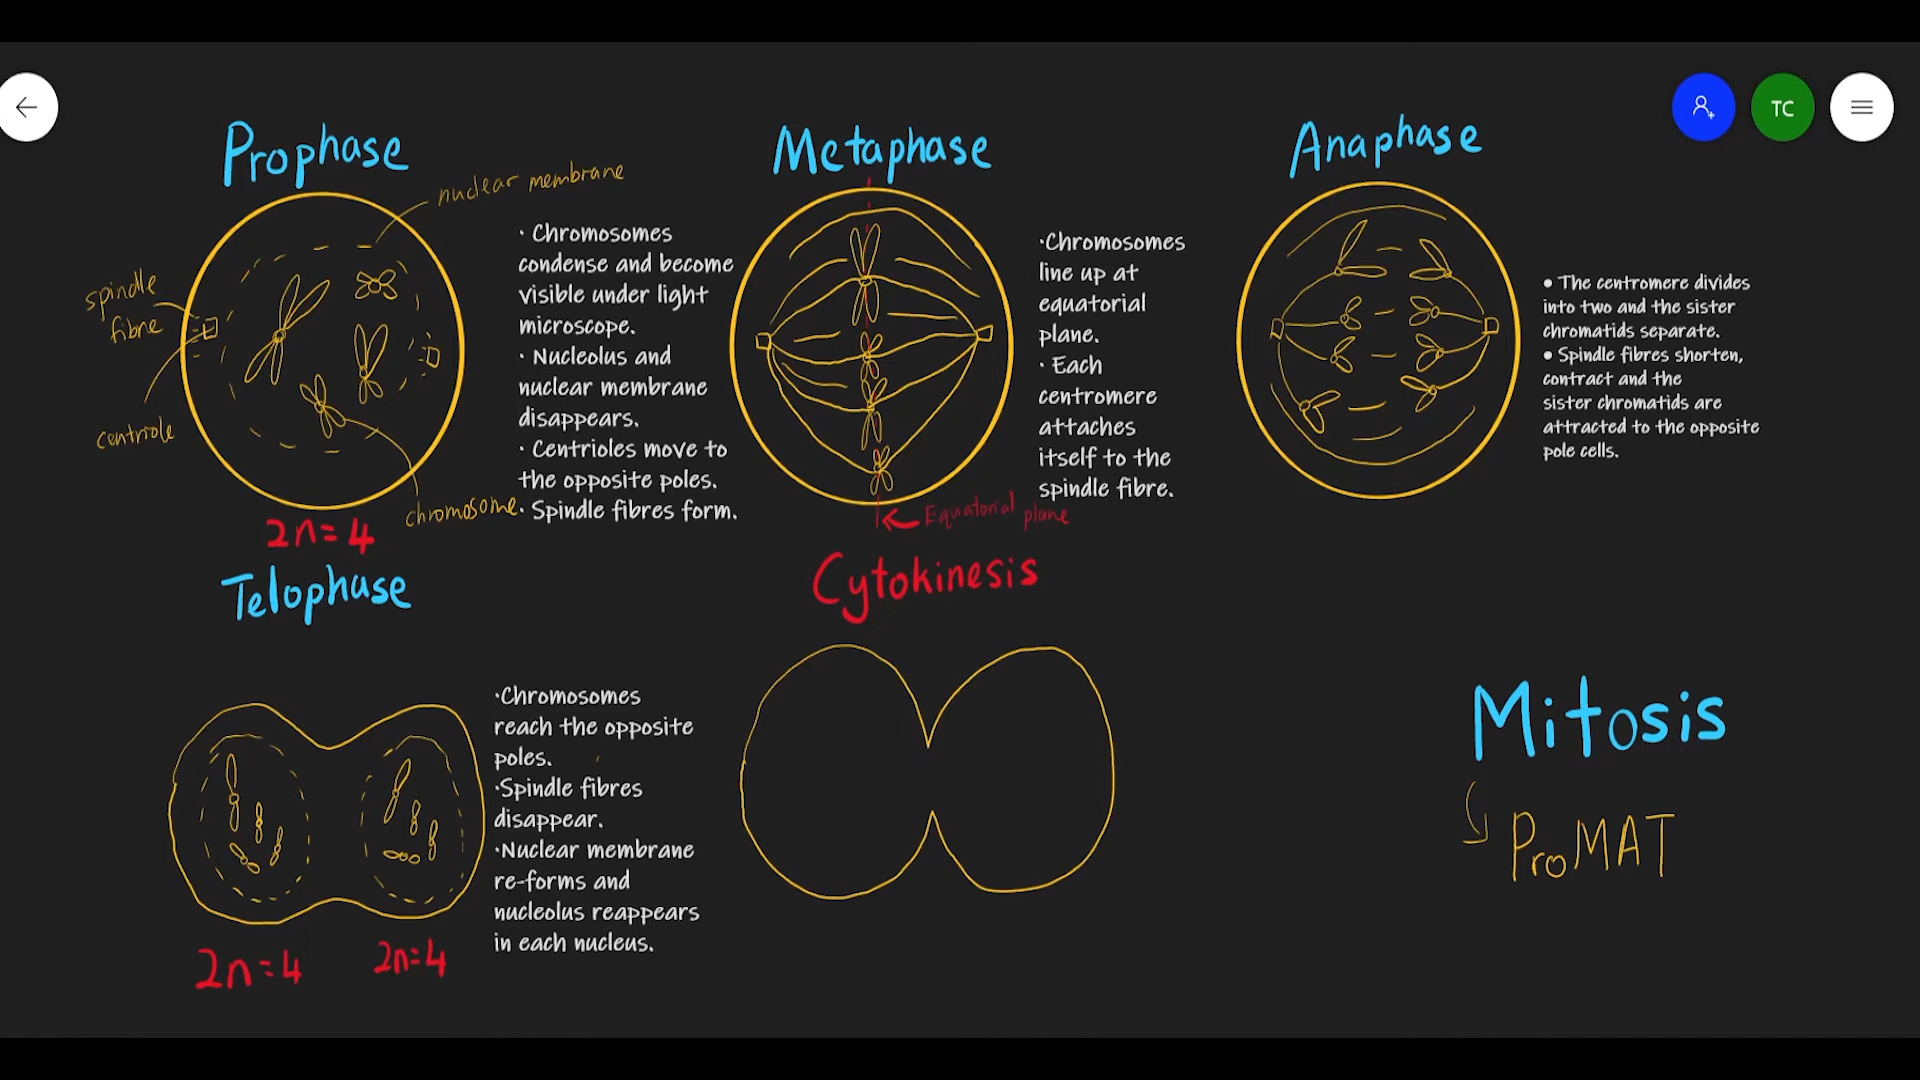 TC
Prophase
nuclear membrane
spindle
fibre
centriole
chromosome
2n=4
· Chromosomes
condense and become
visible under light
microscope.
· Nucleolus and
nuclear membrane
disappears.
· Centrioles move to
the opposite poles.
· Spindle fibres form.
Metaphase
·Chromosomes
line up at
equatorial
plane.
· Each
centromere
attaches
itself to the
spindle fibre.
Equatorial plane
Anaphase
• The centromere divides
into two and the sister
chromatids separate.
• Spindle fibres shorten,
contract and the
sister chromatids are
attracted to the opposite
pole cells.
Telophase
·Chromosomes
reach the opposite
poles.
·Spindle fibres
disappear.
·Nuclear membrane
re-forms and
nucleolus reappears
in each nucleus.
2n=4
2n=4
Cytokinesis
Mitosis
ProMAT